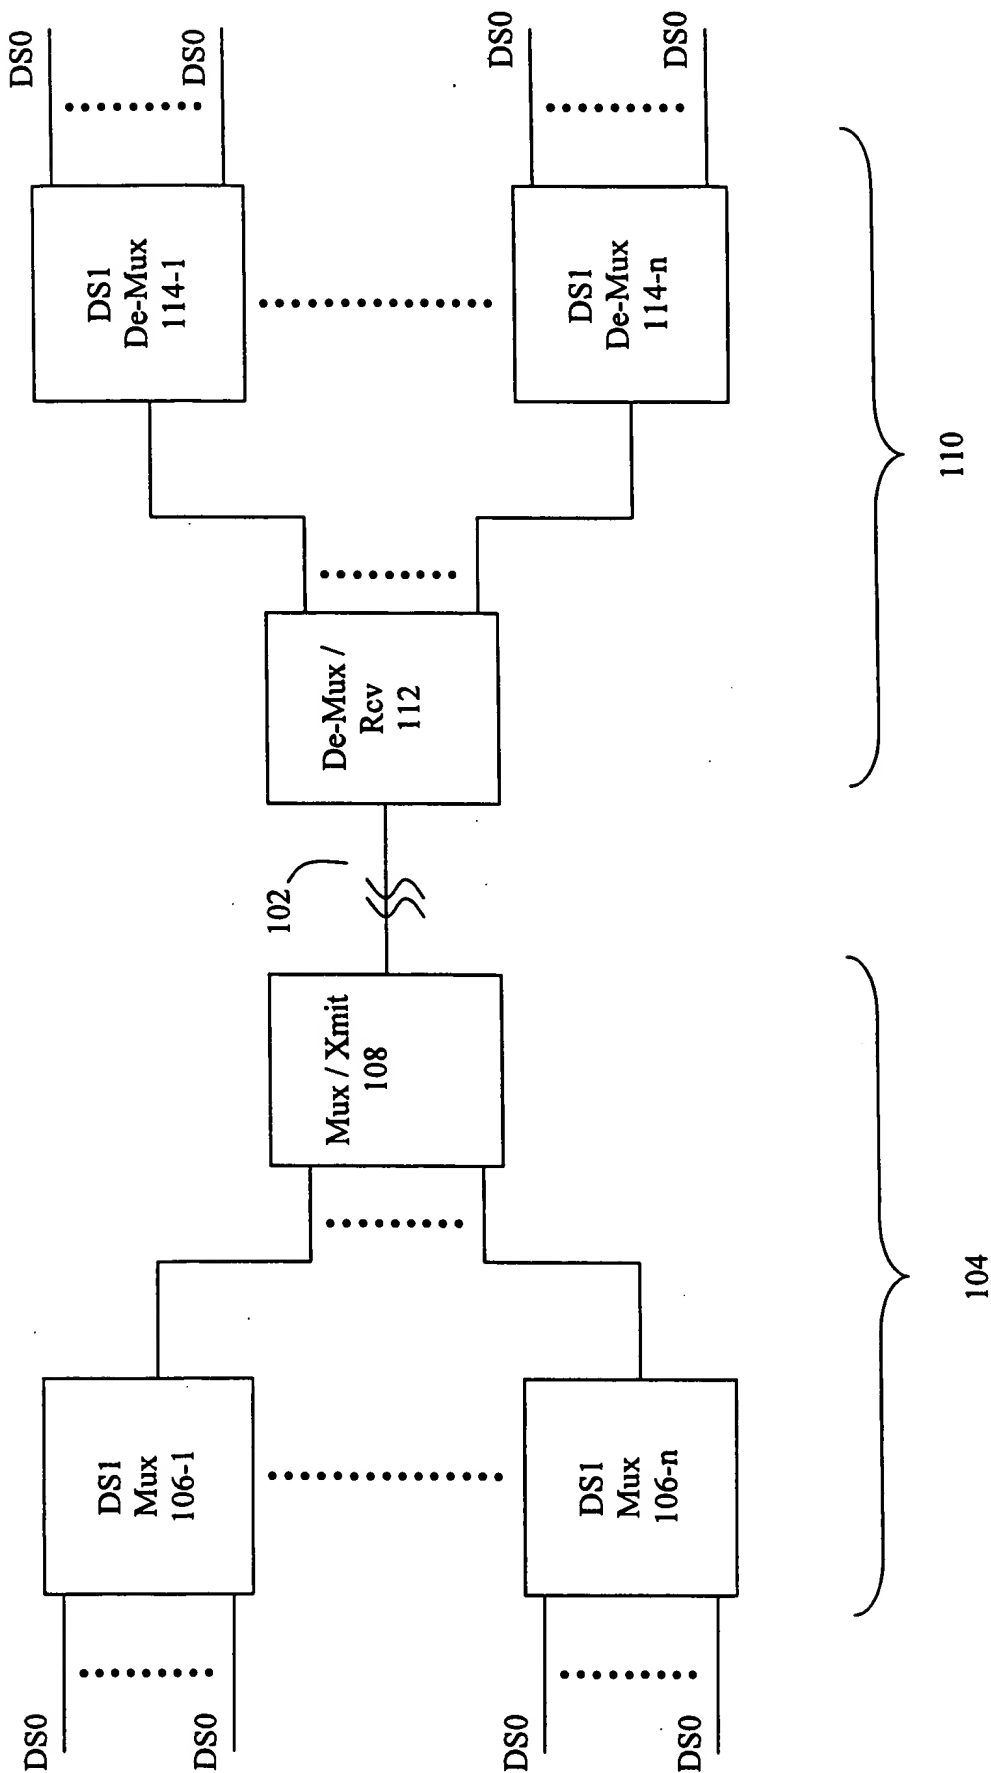 DS0
DS0
DS0
DS0
DS1
Mux
106-1
DS1
Mux
106-n
Mux / Xmit
108
102
De-Mux /
Rcv
112
DS1
De-Mux
114-1
DS1
De-Mux
114-n
DS0
DS0
DS0
DS0
104
110